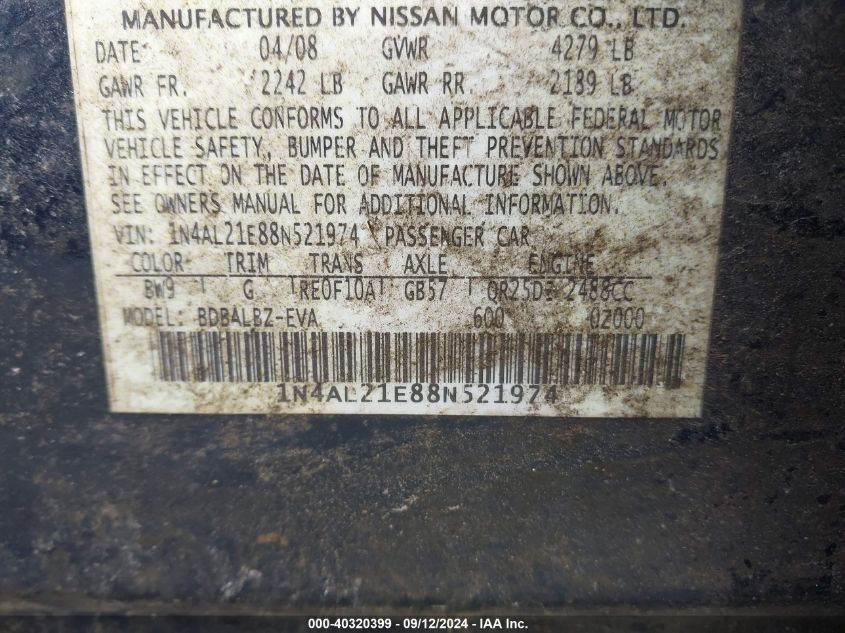 MANUFACTURED BY NISSAN MOTOR CO., LTD.
DATE: 04/08 GVWR 4279 LB
GAWR FR. 2242 LB GAWR RR. 2189 LB
THIS VEHICLE CONFORMS TO ALL APPLICABLE FEDERAL MOTOR
VEHICLE SAFETY, BUMPER AND THEFT PREVENTION STANDARDS
IN EFFECT ON THE DATE OF MANUFACTURE SHOWN ABOVE.
SEE OWNERS MANUAL FOR ADDITIONAL INFORMATION.
VIN: 1N4AL21E88N521974 PASSENGER CAR
COLOR TRIM TRANS AXLE ENGINE
BW9 G RE0F10A GB57 QR25DE 2488CC
MODEL: BDBALBZ-EVA 600 02000
1N4AL21E88N521974
000-40320399 - 09/12/2024 - IAA Inc.